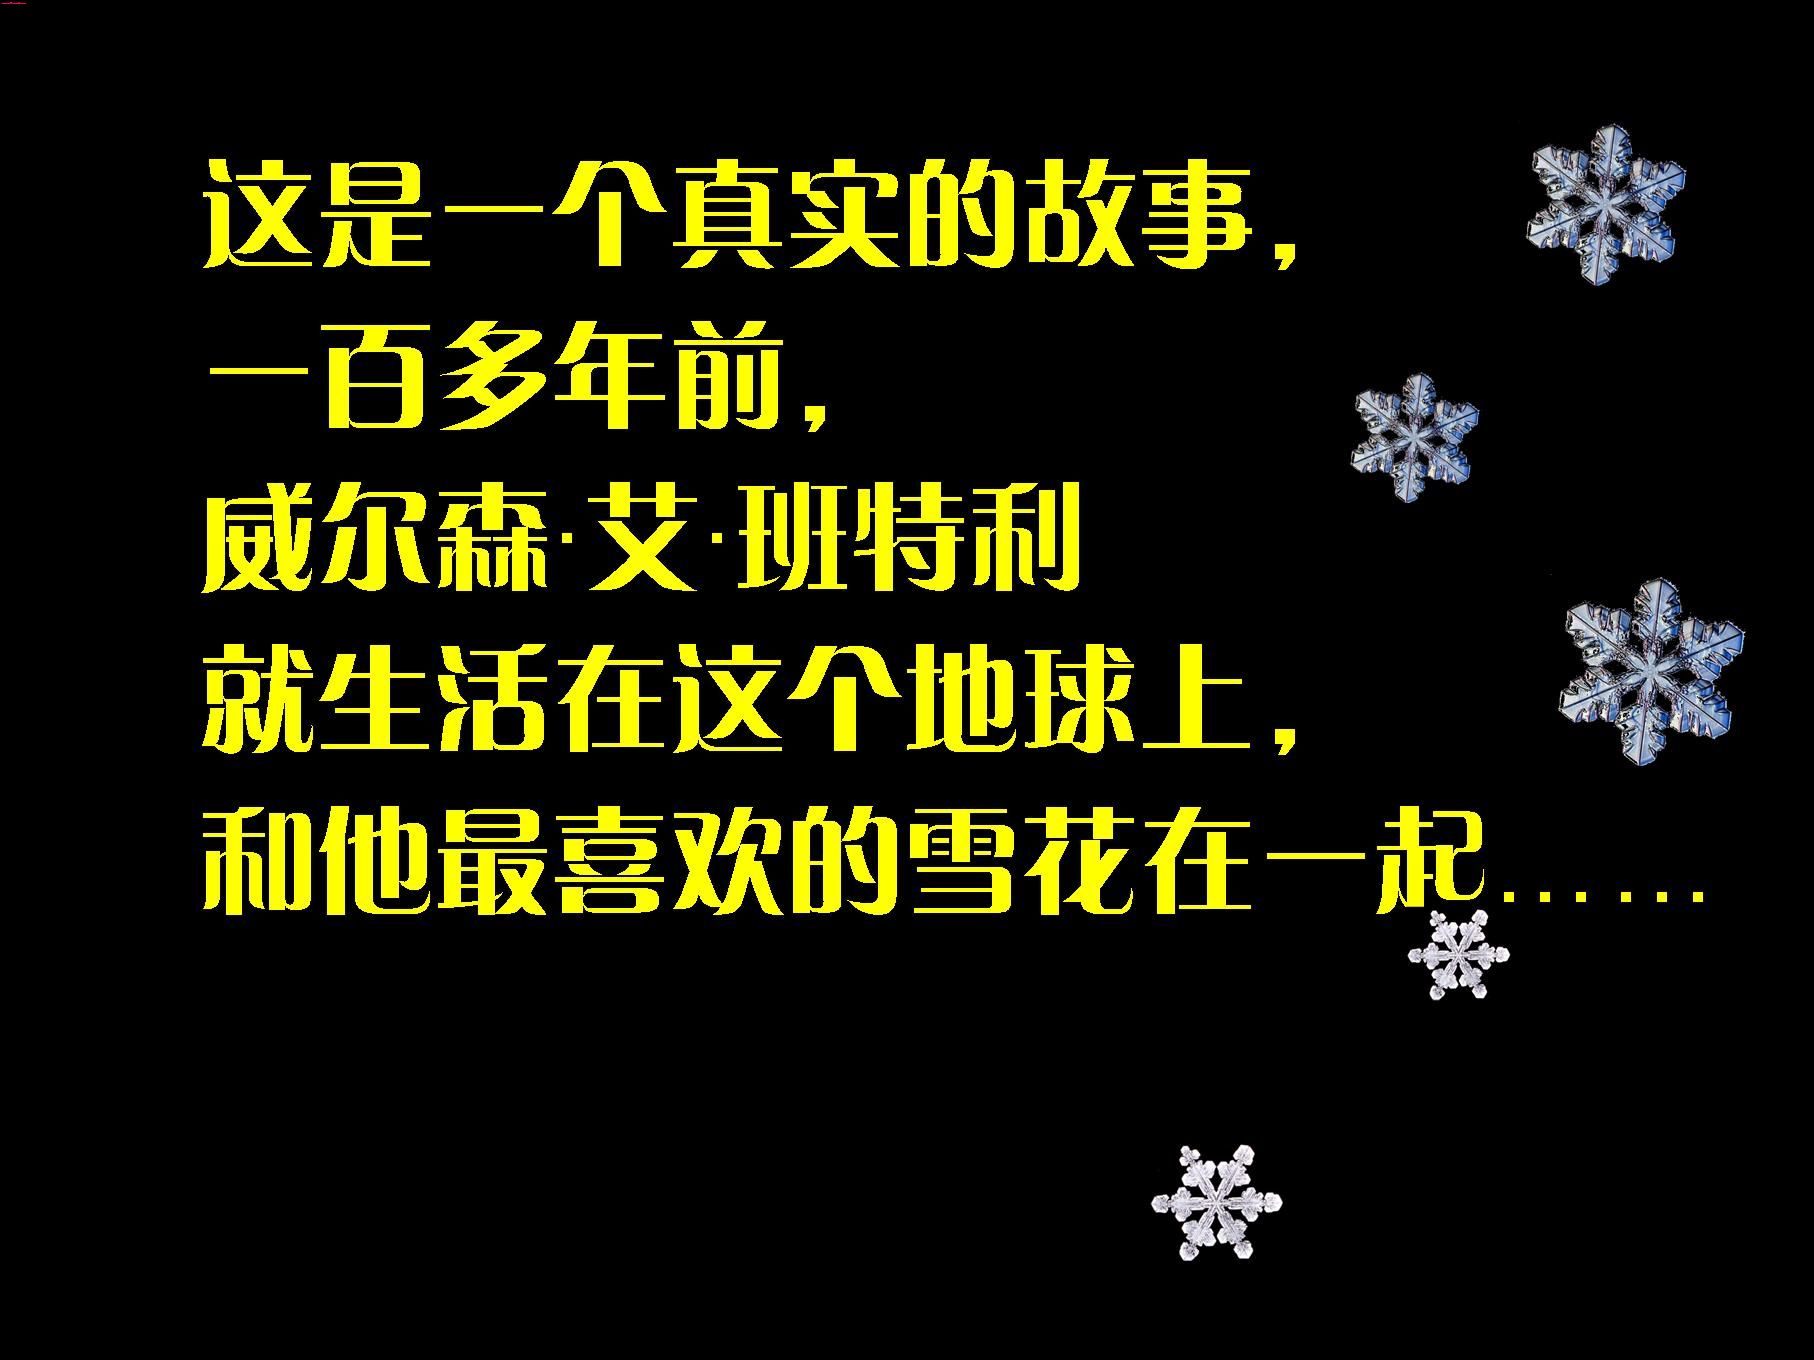 这是一个真实的故事，
一百多年前，
威尔森·艾·班特利
就生活在这个地球上，
和他最喜欢的雪花在一起……